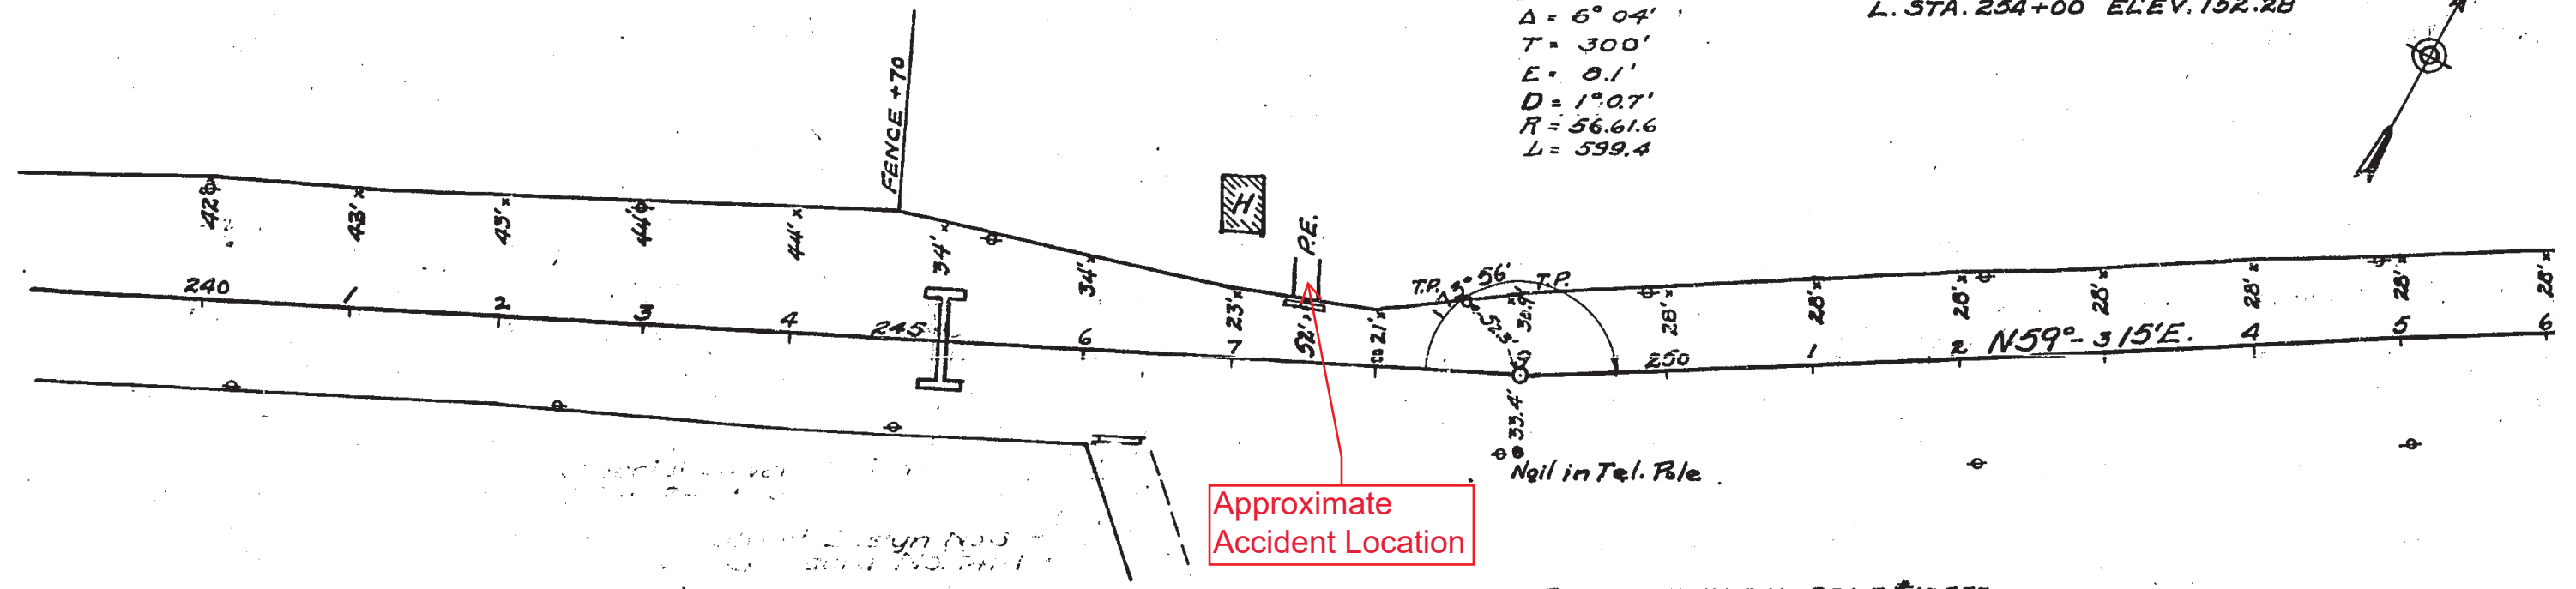 Δ = 6° 04'
T = 300'
E = 8.1'
D = 1°07'
R = 5661.6
L = 599.4
L. STA. 254+00 ELEV. 152.28
FENCE +70
H
P.E.
42'
43'
43'
44'
44'
34'
34'
23'
52'
21'
T.P.
3° 56'
T.P.
28'
28'
28'
28'
28'
28'
28'
240
1
2
3
4
245
6
7
8
250
1
2
N59°-15'E.
3
4
5
6
33.4'
Nail in Tel. Pole
Approximate
Accident Location